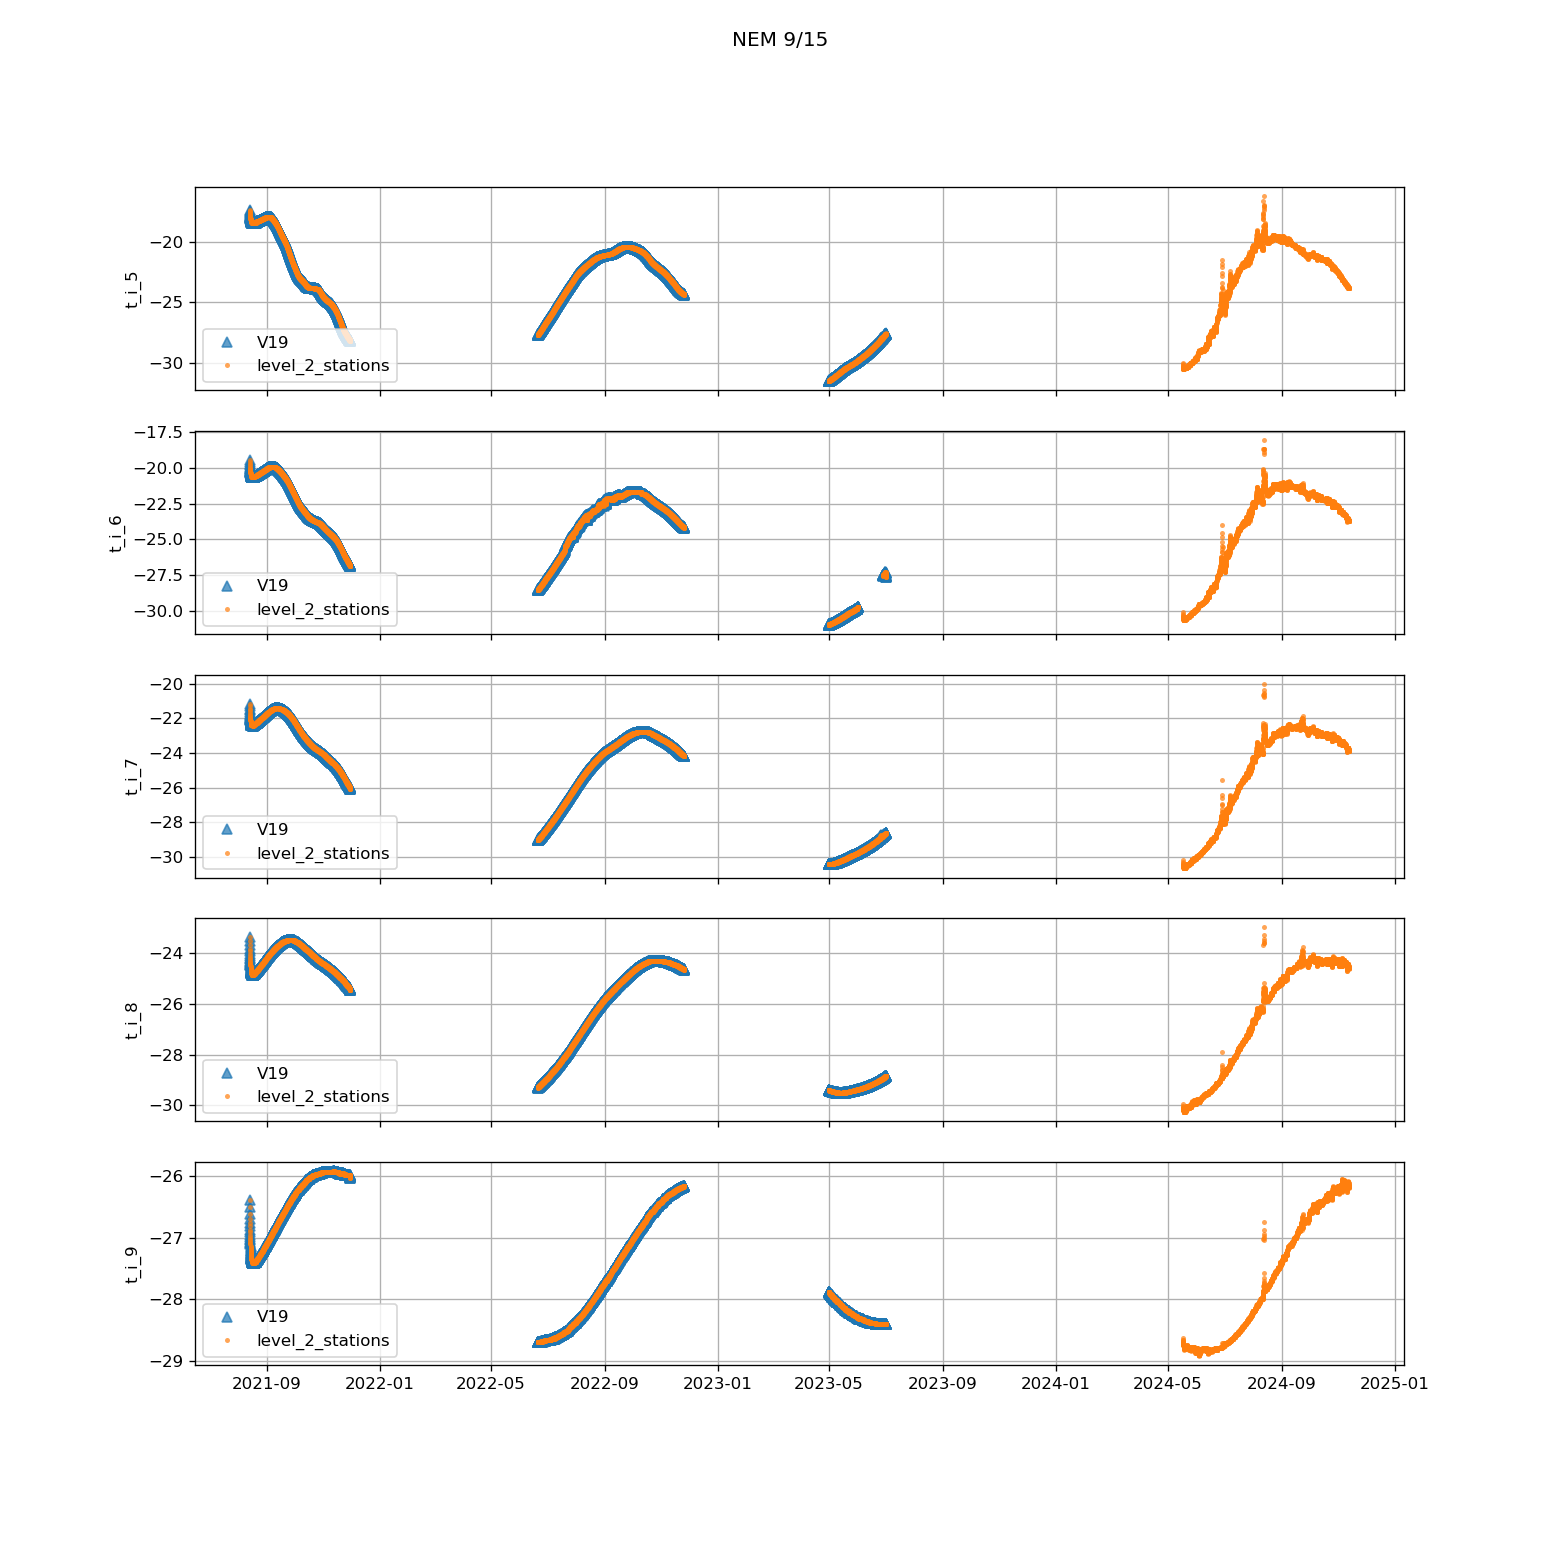 NEM 9/15
−20
−25
−30
t_i_5
V19
level_2_stations
−17.5
−20.0
−22.5
−25.0
−27.5
−30.0
t_i_6
V19
level_2_stations
−20
−22
−24
−26
−28
−30
t_i_7
V19
level_2_stations
−24
−26
−28
−30
t_i_8
V19
level_2_stations
−26
−27
−28
−29
t_i_9
V19
level_2_stations
2021-09 2022-01 2022-05 2022-09 2023-01 2023-05 2023-09 2024-01 2024-05 2024-09 2025-01